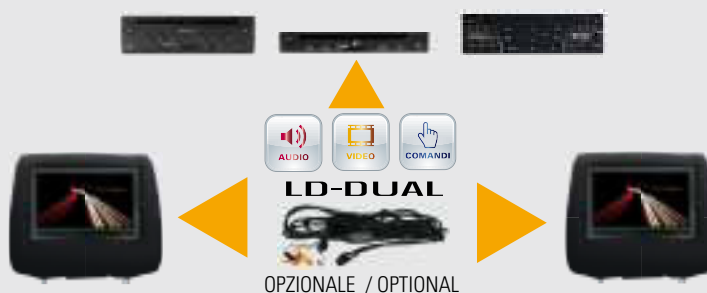 AUDIO
VIDEO
COMANDI
LD-DUAL
OPZIONALE / OPTIONAL